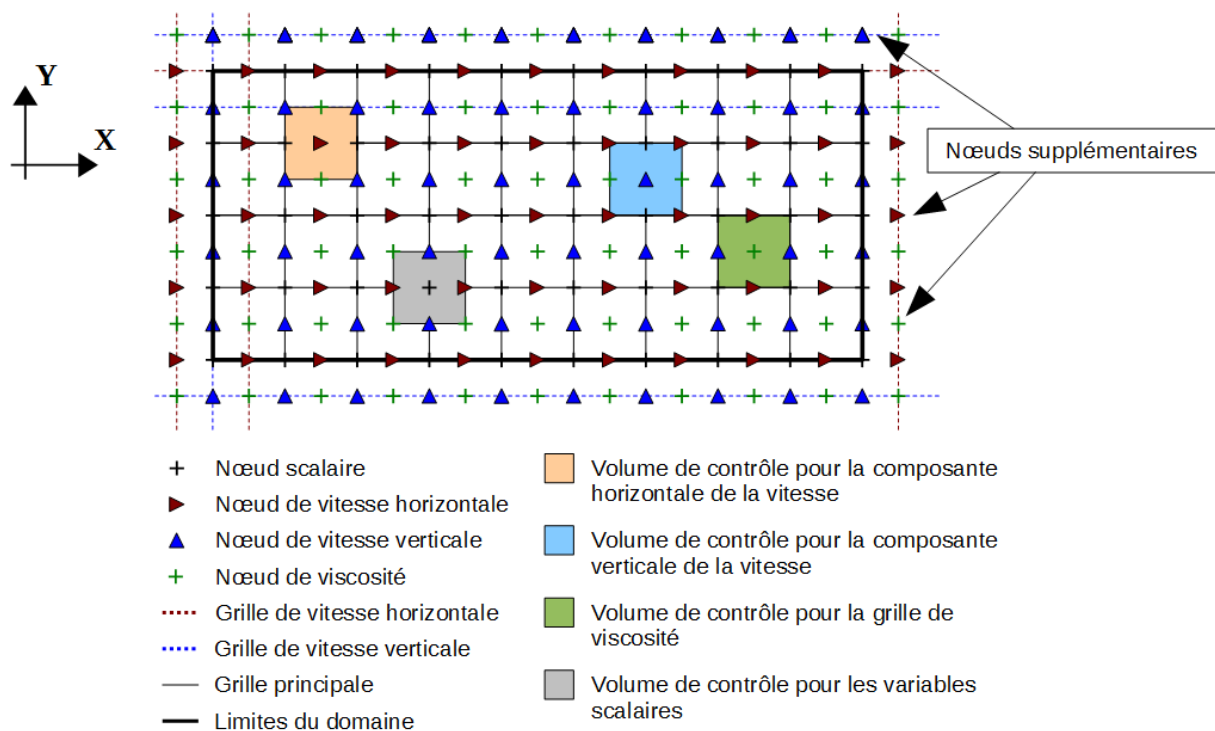 Y
X
Nœuds supplémentaires
Nœud scalaire
Nœud de vitesse horizontale
Nœud de vitesse verticale
Nœud de viscosité
Grille de vitesse horizontale
Grille de vitesse verticale
Grille principale
Limites du domaine
Volume de contrôle pour la composante
horizontale de la vitesse
Volume de contrôle pour la composante
verticale de la vitesse
Volume de contrôle pour la grille de
viscosité
Volume de contrôle pour les variables
scalaires